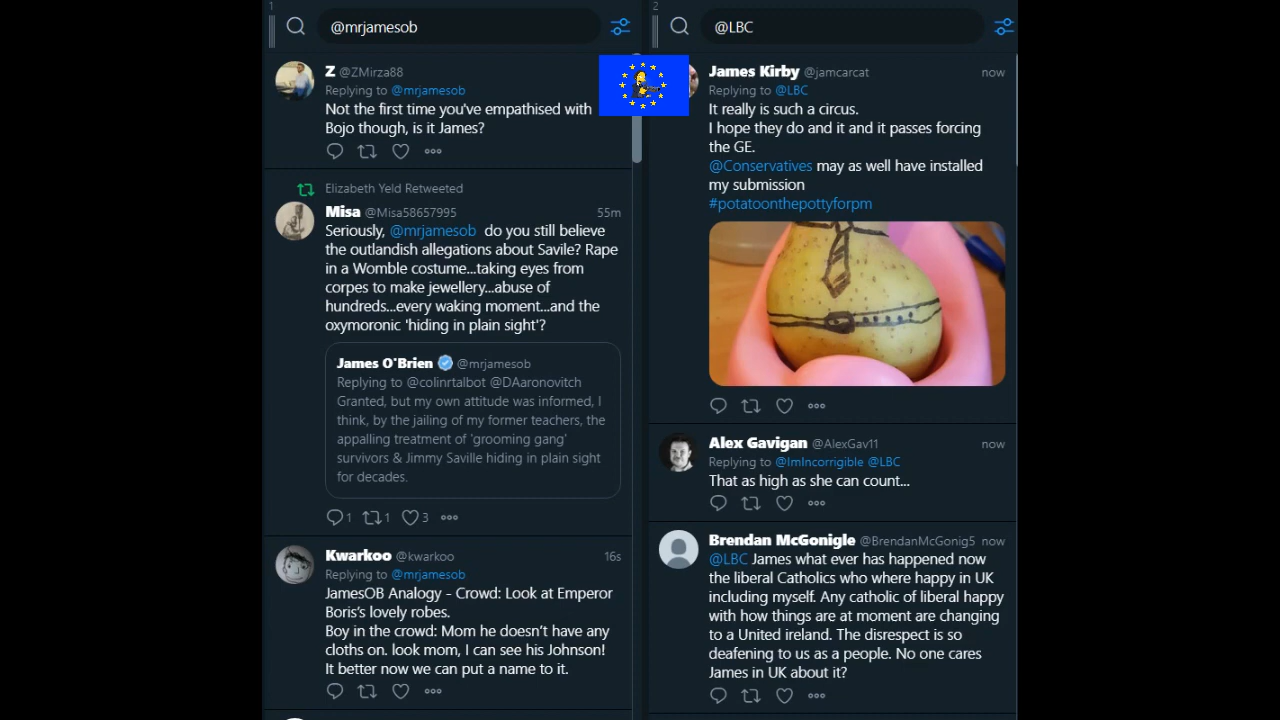 1
@mrjamesob
Z @ZMirza88
Replying to @mrjamesob
Not the first time you've empathised with
Bojo though, is it James?
Elizabeth Yeld Retweeted
Misa @Misa58657995 55m
Seriously, @mrjamesob do you still believe
the outlandish allegations about Savile? Rape
in a Womble costume...taking eyes from
corpes to make jewellery...abuse of
hundreds...every waking moment...and the
oxymoronic 'hiding in plain sight'?
James O'Brien @mrjamesob
Replying to @colinrtalbot @DAaronovitch
Granted, but my own attitude was informed, I
think, by the jailing of my former teachers, the
appalling treatment of 'grooming gang'
survivors & Jimmy Saville hiding in plain sight
for decades.
1 1 3
Kwarkoo @kwarkoo 16s
Replying to @mrjamesob
JamesOB Analogy - Crowd: Look at Emperor
Boris's lovely robes.
Boy in the crowd: Mom he doesn't have any
cloths on. look mom, I can see his Johnson!
It better now we can put a name to it.
2
@LBC
James Kirby @jamcarcat now
Replying to @LBC
It really is such a circus.
I hope they do and it and it passes forcing
the GE.
@Conservatives may as well have installed
my submission
#potatoonthepottyforpm
Alex Gavigan @AlexGav11 now
Replying to @ImIncorrigible @LBC
That as high as she can count...
Brendan McGonigle @BrendanMcGonig5 now
@LBC James what ever has happened now
the liberal Catholics who where happy in UK
including myself. Any catholic of liberal happy
with how things are at moment are changing
to a United ireland. The disrespect is so
deafening to us as a people. No one cares
James in UK about it?